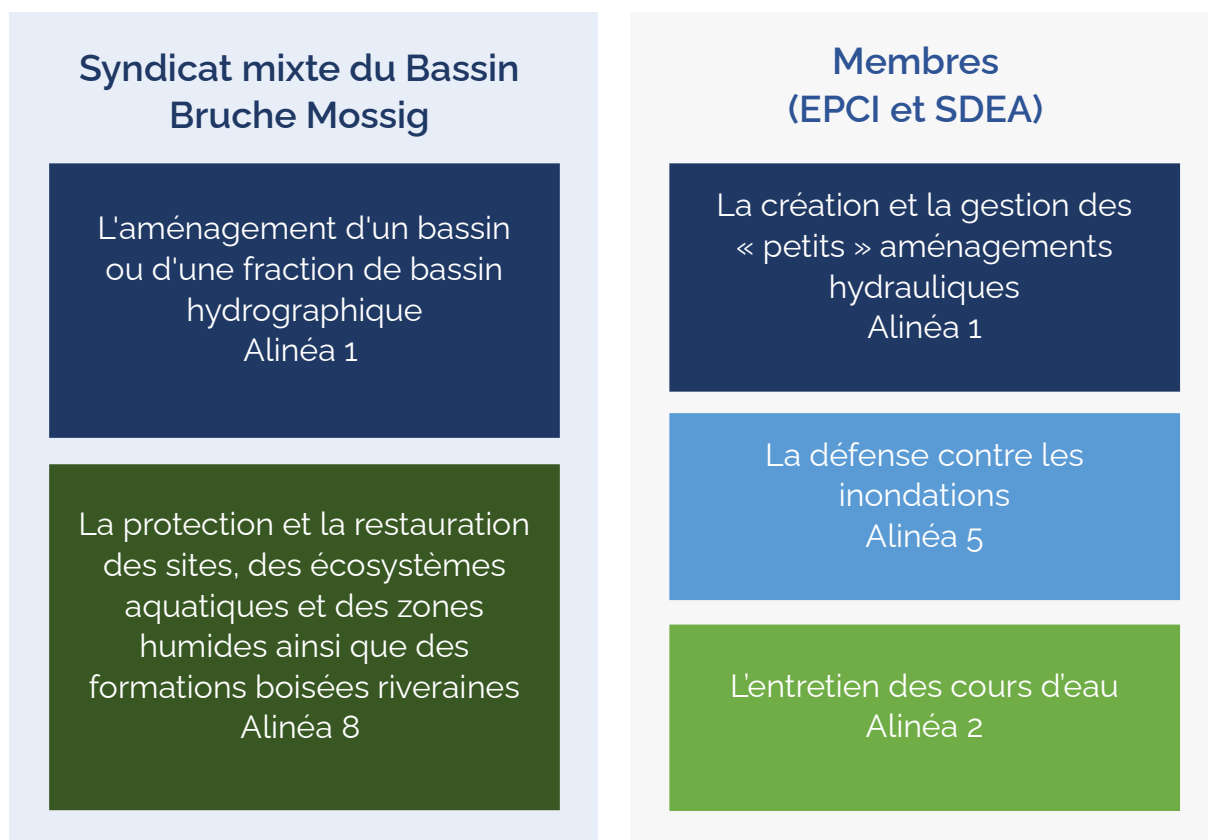 Syndicat mixte du Bassin
Bruche Mossig
L'aménagement d'un bassin
ou d'une fraction de bassin
hydrographique
Alinéa 1
La protection et la restauration
des sites, des écosystèmes
aquatiques et des zones
humides ainsi que des
formations boisées riveraines
Alinéa 8
Membres
(EPCI et SDEA)
La création et la gestion des
« petits » aménagements
hydrauliques
Alinéa 1
La défense contre les
inondations
Alinéa 5
L’entretien des cours d’eau
Alinéa 2